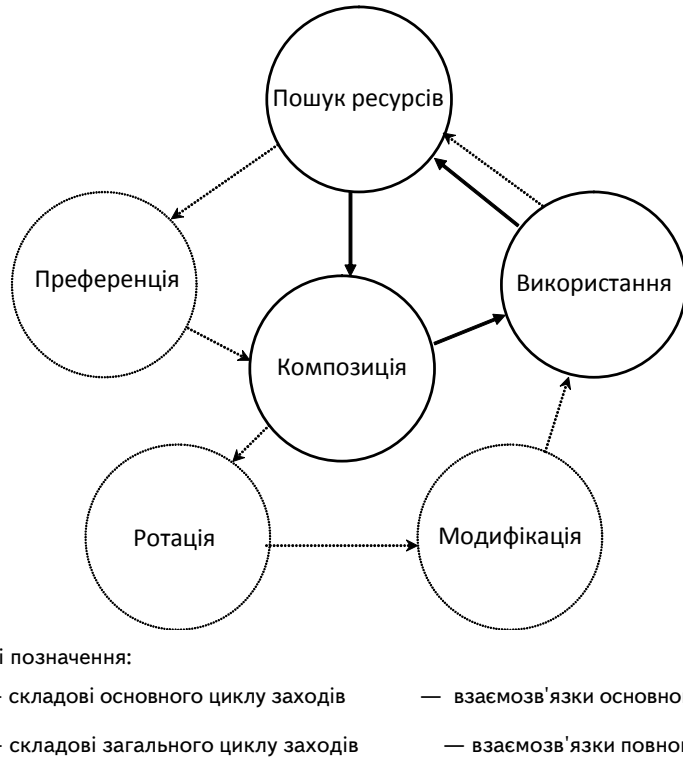 Пошук ресурсів
Преференція
Використання
Композиція
Ротація
Модифікація
і позначення:
- складові основного циклу заходів — взаємозв'язки основно
- складові загального циклу заходів — взаємозв'язки повно